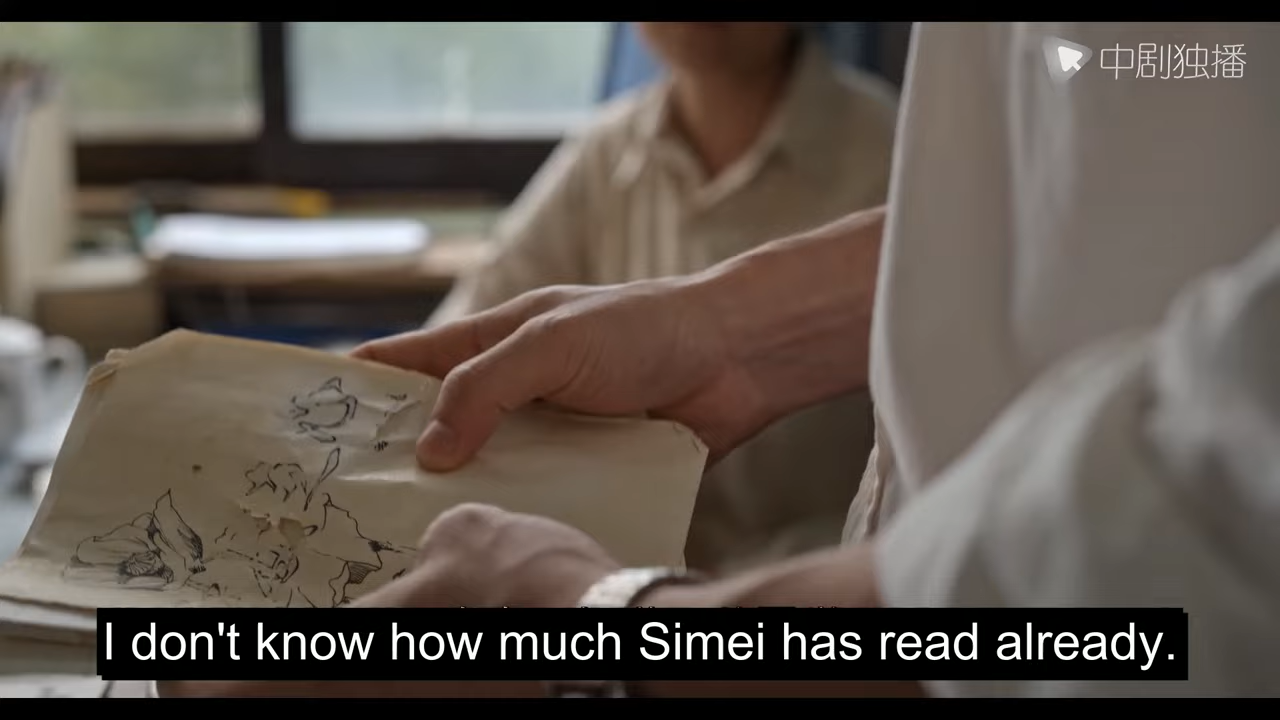 中剧独播
I don't know how much Simei has read already.